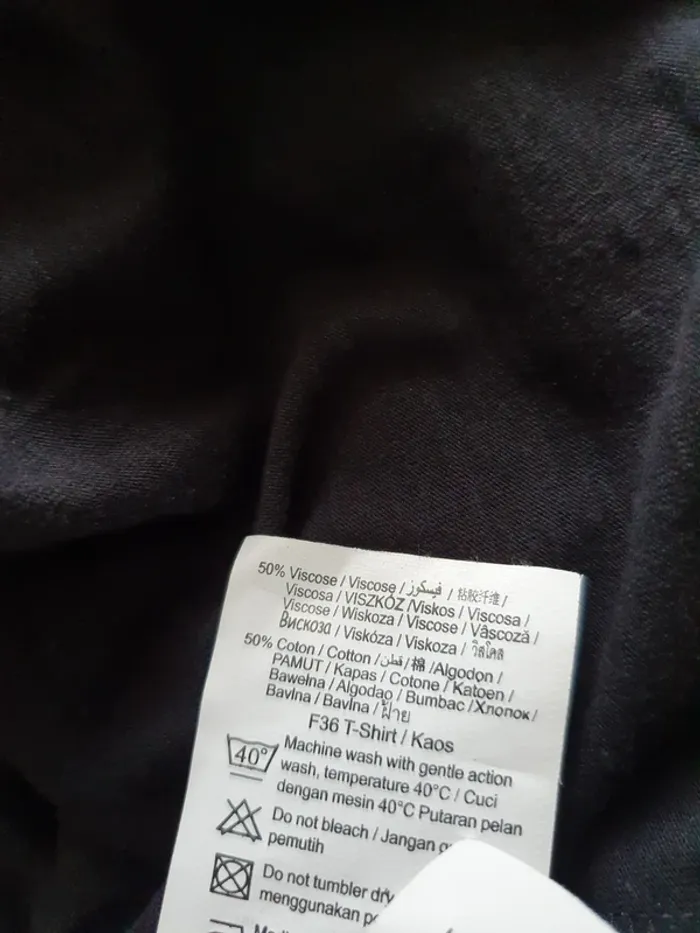 50% Viscose / Viscose / فيسكوز / 粘胶纤维 /
Viscosa / VISZKÓZ /Viskos / Viscosa /
Viscose / Wiskoza / Viscose / Vâscoză /
Вискоза / Viskóza / Viskoza / วิสโคส
50% Coton / Cotton / قطن / 棉 /Algodon /
PAMUT / Kapas / Cotone / Katoen /
Bawełna / Algodao / Bumbac /Хлопок /
Bavlna / Bavlna / ฝ้าย
F36 T-Shirt / Kaos
40°
Machine wash with gentle action
wash, temperature 40°C / Cuci
dengan mesin 40°C Putaran pelan
Do not bleach / Jangan
pemutih
Do not tumbler dry
menggunakan